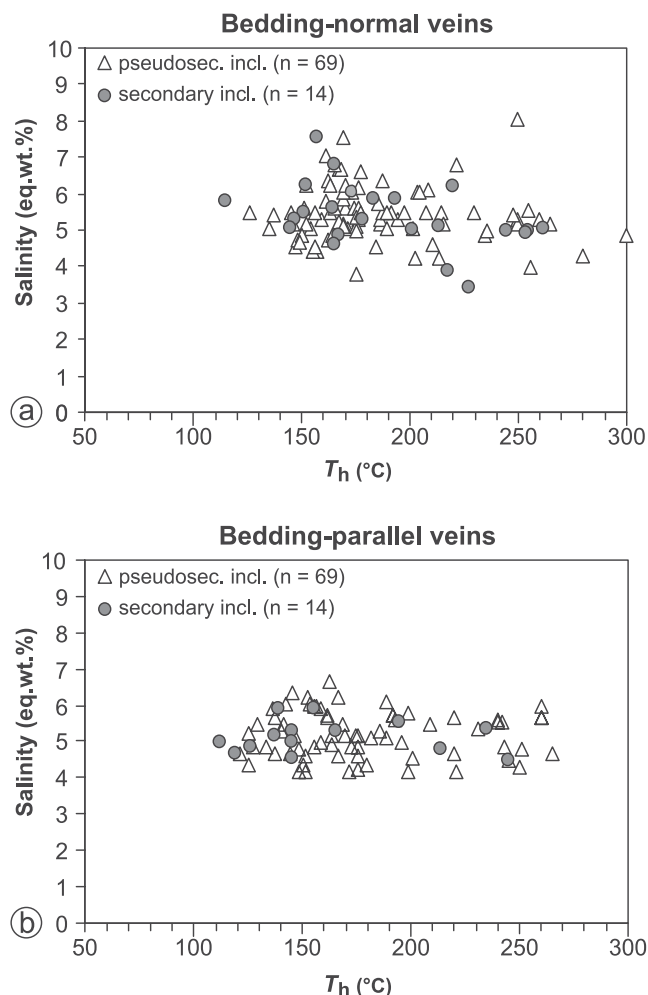 Bedding-normal veins
10
9
8
7
6
5
4
3
2
1
0
Salinity (eq.wt.%)
pseudosec. incl. (n = 69)
secondary incl. (n = 14)
a
50 100 150 200 250 300
Th (°C)
Bedding-parallel veins
10
9
8
7
6
5
4
3
2
1
0
Salinity (eq.wt.%)
pseudosec. incl. (n = 69)
secondary incl. (n = 14)
b
50 100 150 200 250 300
Th (°C)